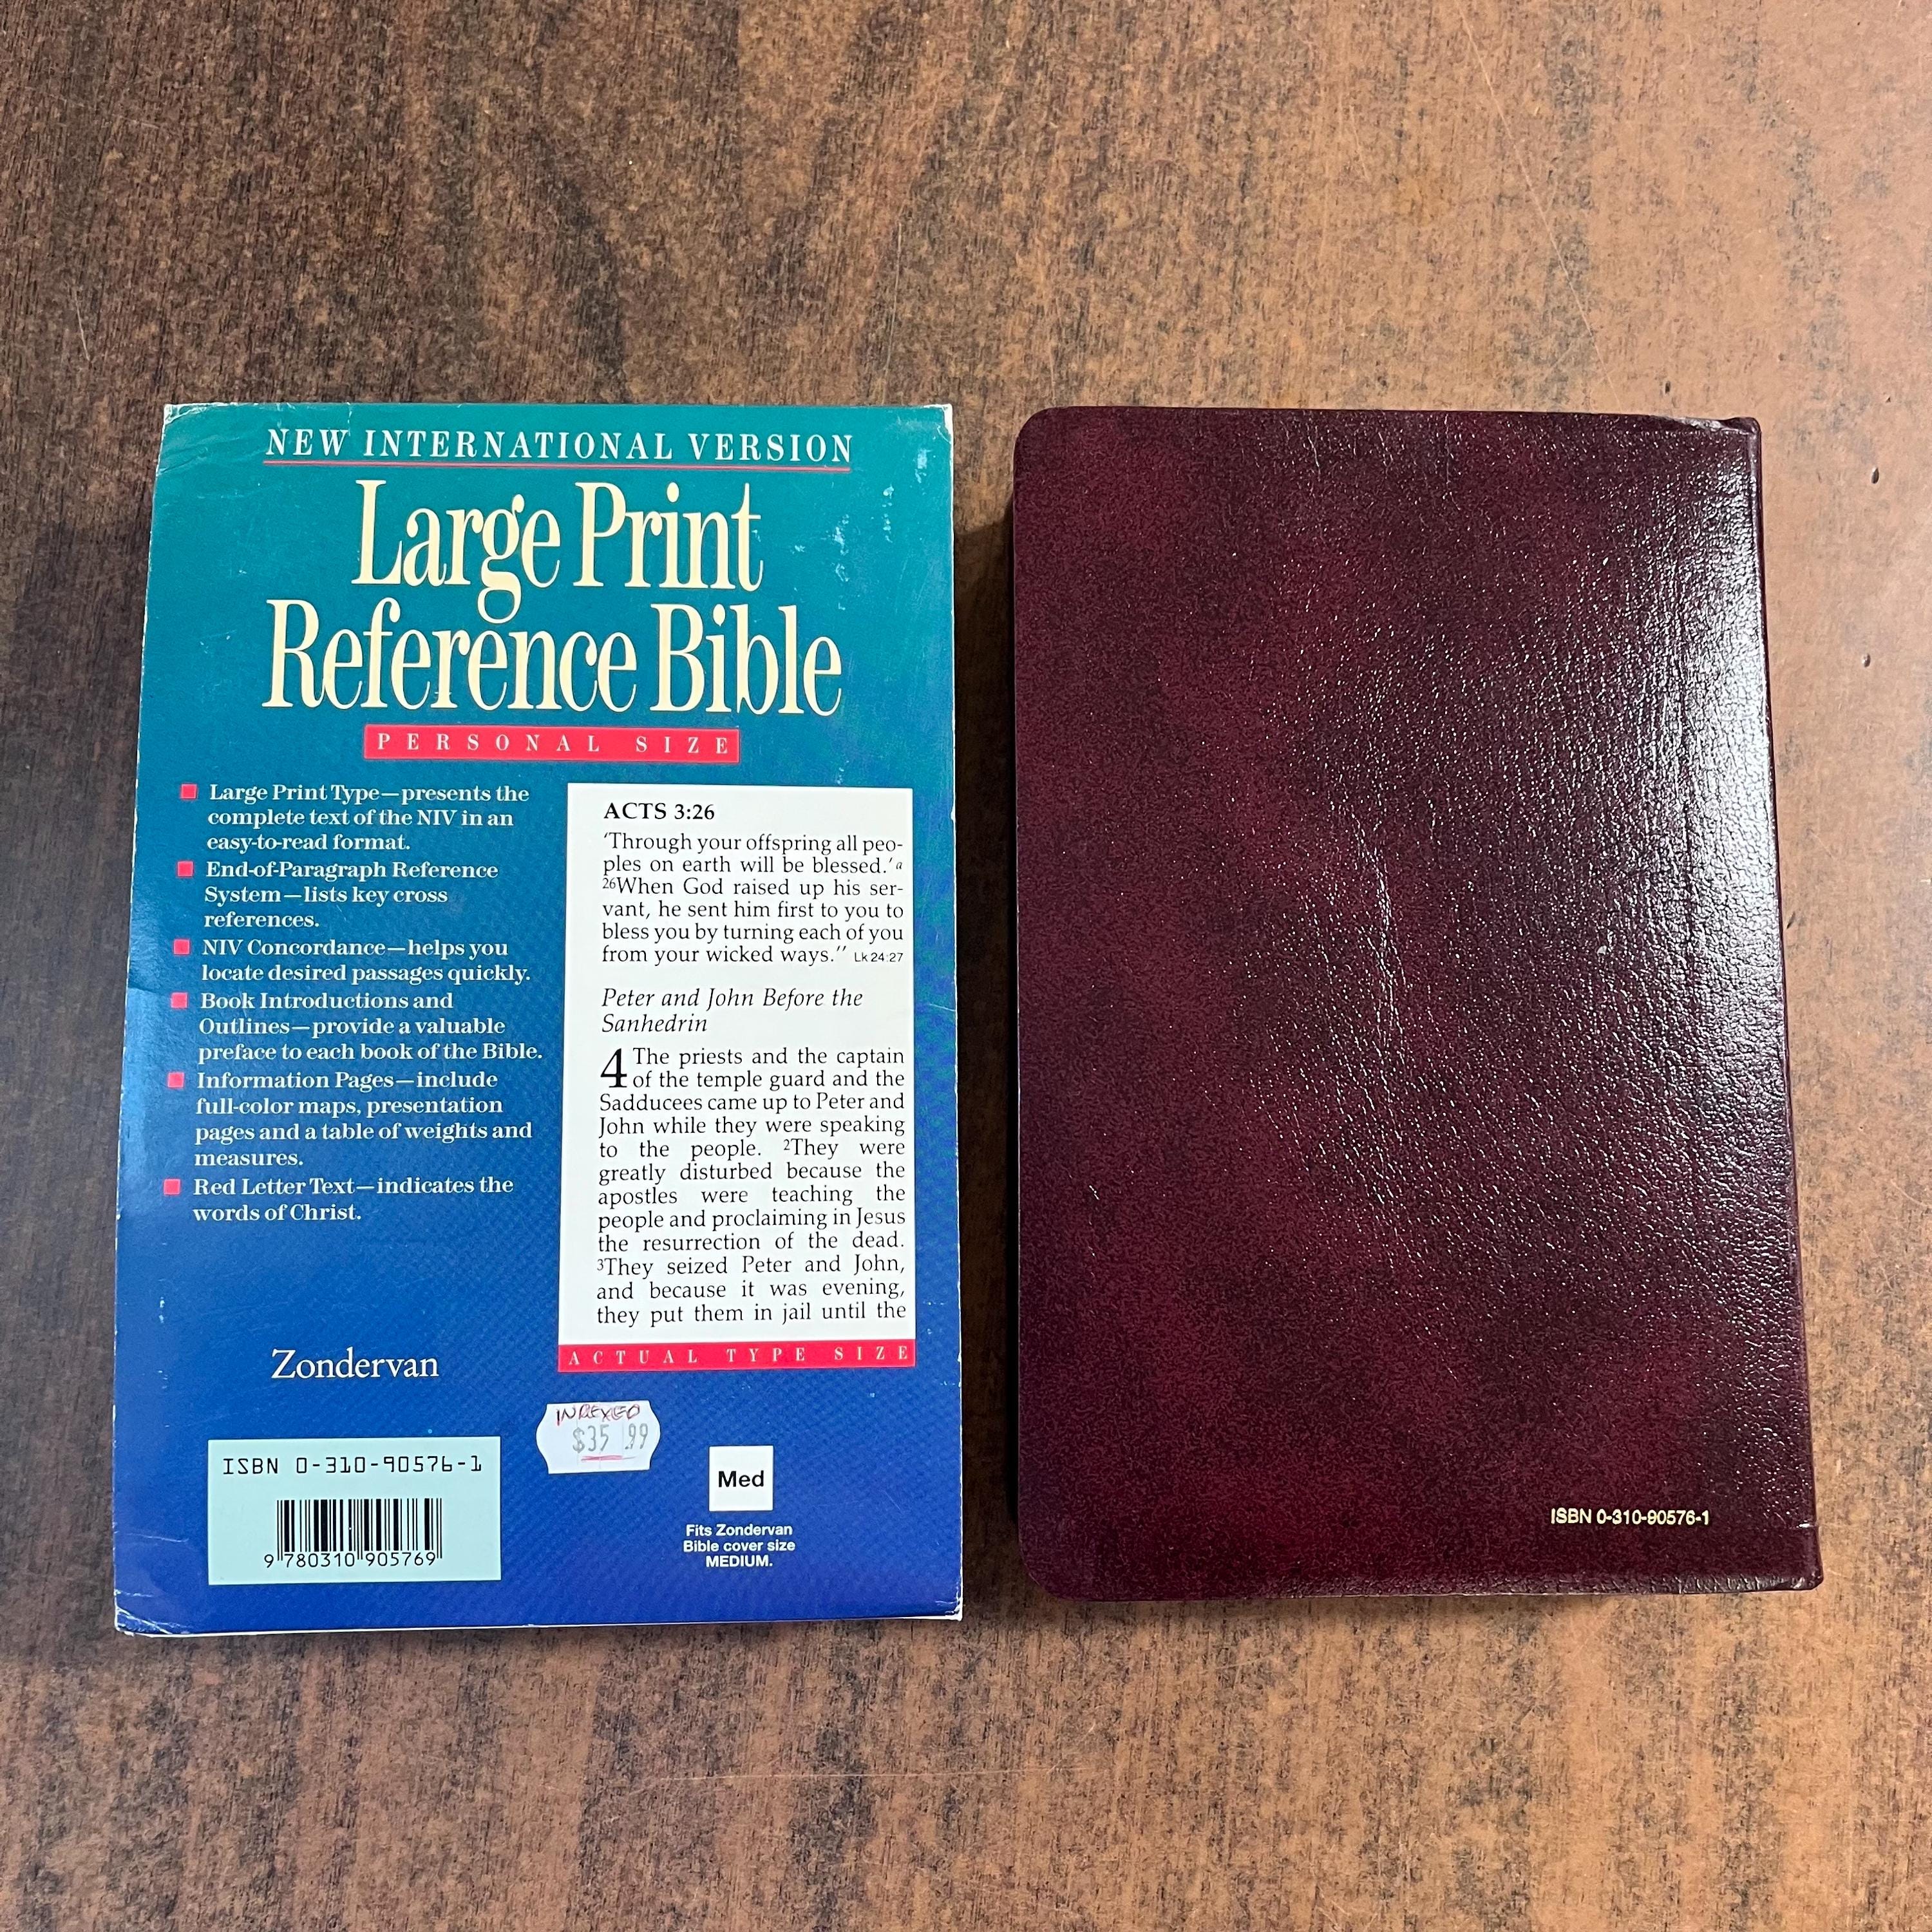 NEW INTERNATIONAL VERSION
Large Print
Reference Bible
PERSONAL SIZE
Large Print Type—presents the
complete text of the NIV in an
easy-to-read format.
End-of-Paragraph Reference
System—lists key cross
references.
NIV Concordance—helps you
locate desired passages quickly.
Book Introductions and
Outlines—provide a valuable
preface to each book of the Bible.
Information Pages—include
full-color maps, presentation
pages and a table of weights and
measures.
Red Letter Text—indicates the
words of Christ.
ACTS 3:26
‘Through your offspring all peo-
ples on earth will be blessed.’ a
26When God raised up his ser-
vant, he sent him first to you to
bless you by turning each of you
from your wicked ways.” Lk 24:27
Peter and John Before the
Sanhedrin
4 The priests and the captain
of the temple guard and the
Sadducees came up to Peter and
John while they were speaking
to the people. 2They were
greatly disturbed because the
apostles were teaching the
people and proclaiming in Jesus
the resurrection of the dead.
3They seized Peter and John,
and because it was evening,
they put them in jail until the
ACTUAL TYPE SIZE
Zondervan
INDEXED
$35.99
ISBN 0-310-90576-1
9 780310 905769
Med
Fits Zondervan
Bible cover size
MEDIUM.
ISBN 0-310-90576-1